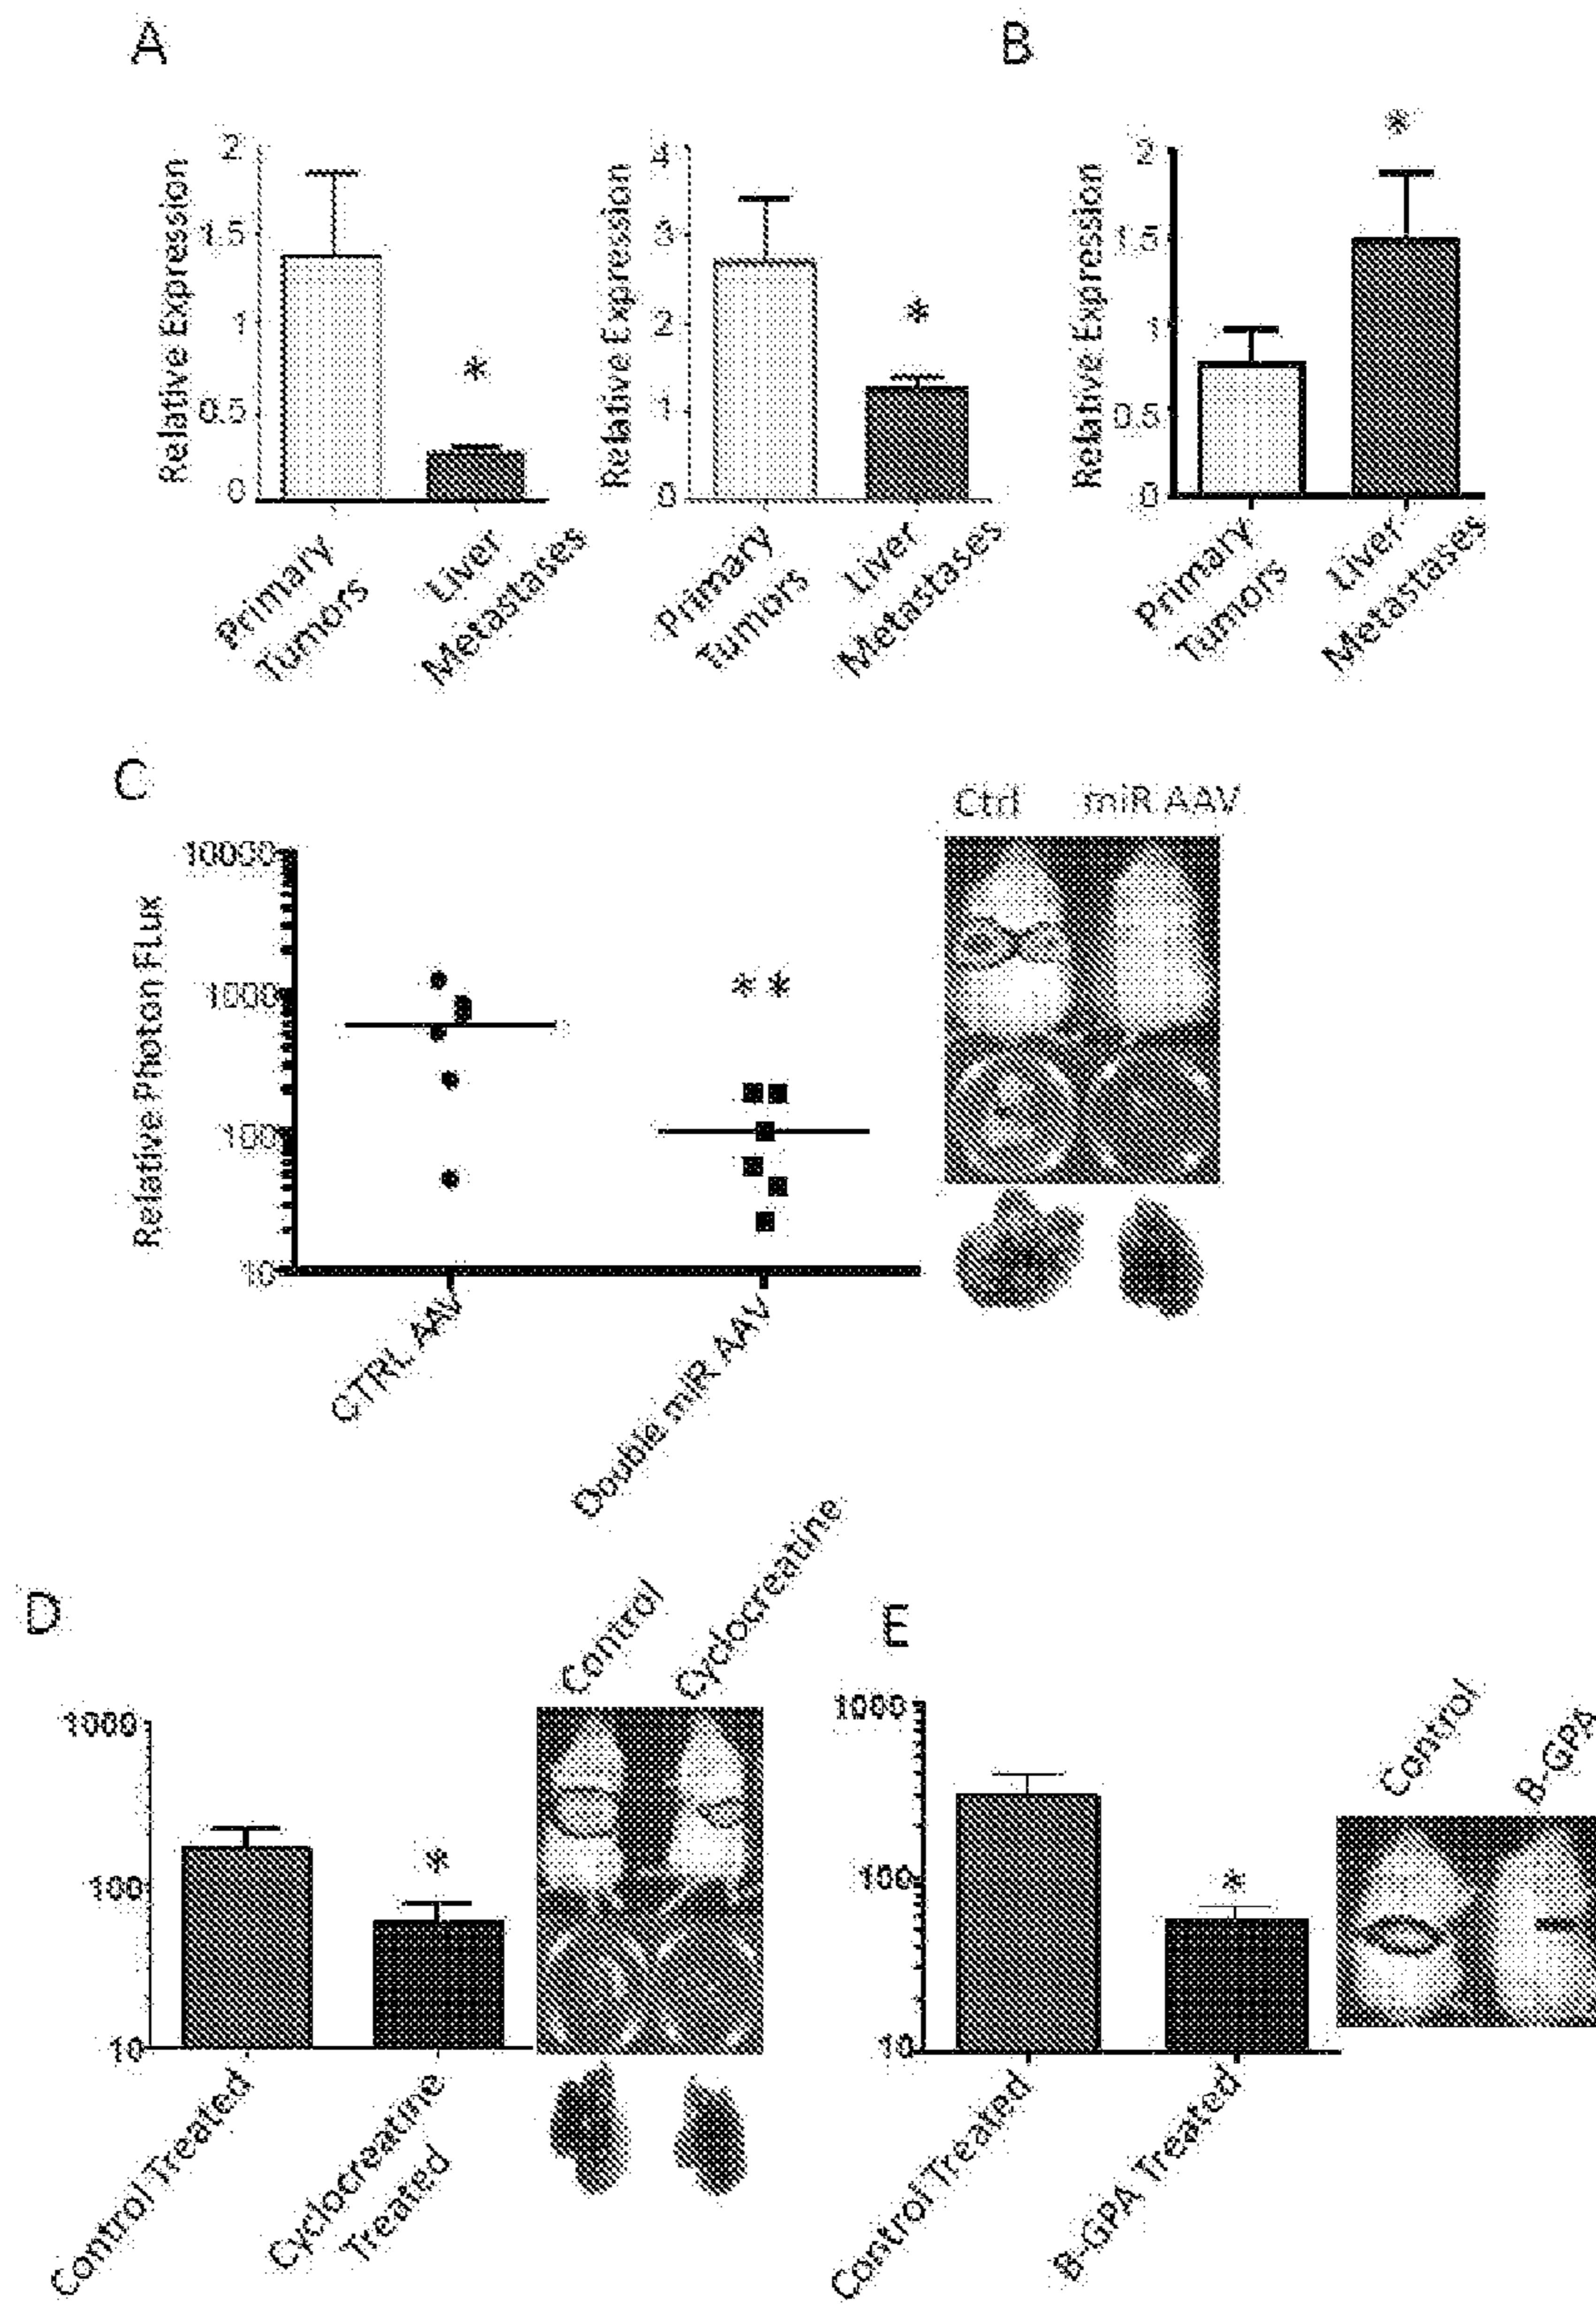 A
B
Relative Expression
2
1.5
1
0.5
0
Primary
Tumors
Liver
Metastases
*
Relative Expression
4
3
2
1
0
Primary
Tumors
Liver
Metastases
*
Relative Expression
2
1.5
1
0.5
0
Primary
Tumors
Liver
Metastases
*
C
Relative Photon Flux
10000
1000
100
10
CTRL AAV
Double miR AAV
**
Ctrl
miR AAV
D
1000
100
10
Control Treated
Cyclocreatine
Treated
*
Control
Cyclocreatine
E
1000
100
10
Control Treated
B-GPA Treated
*
Control
B-GPA